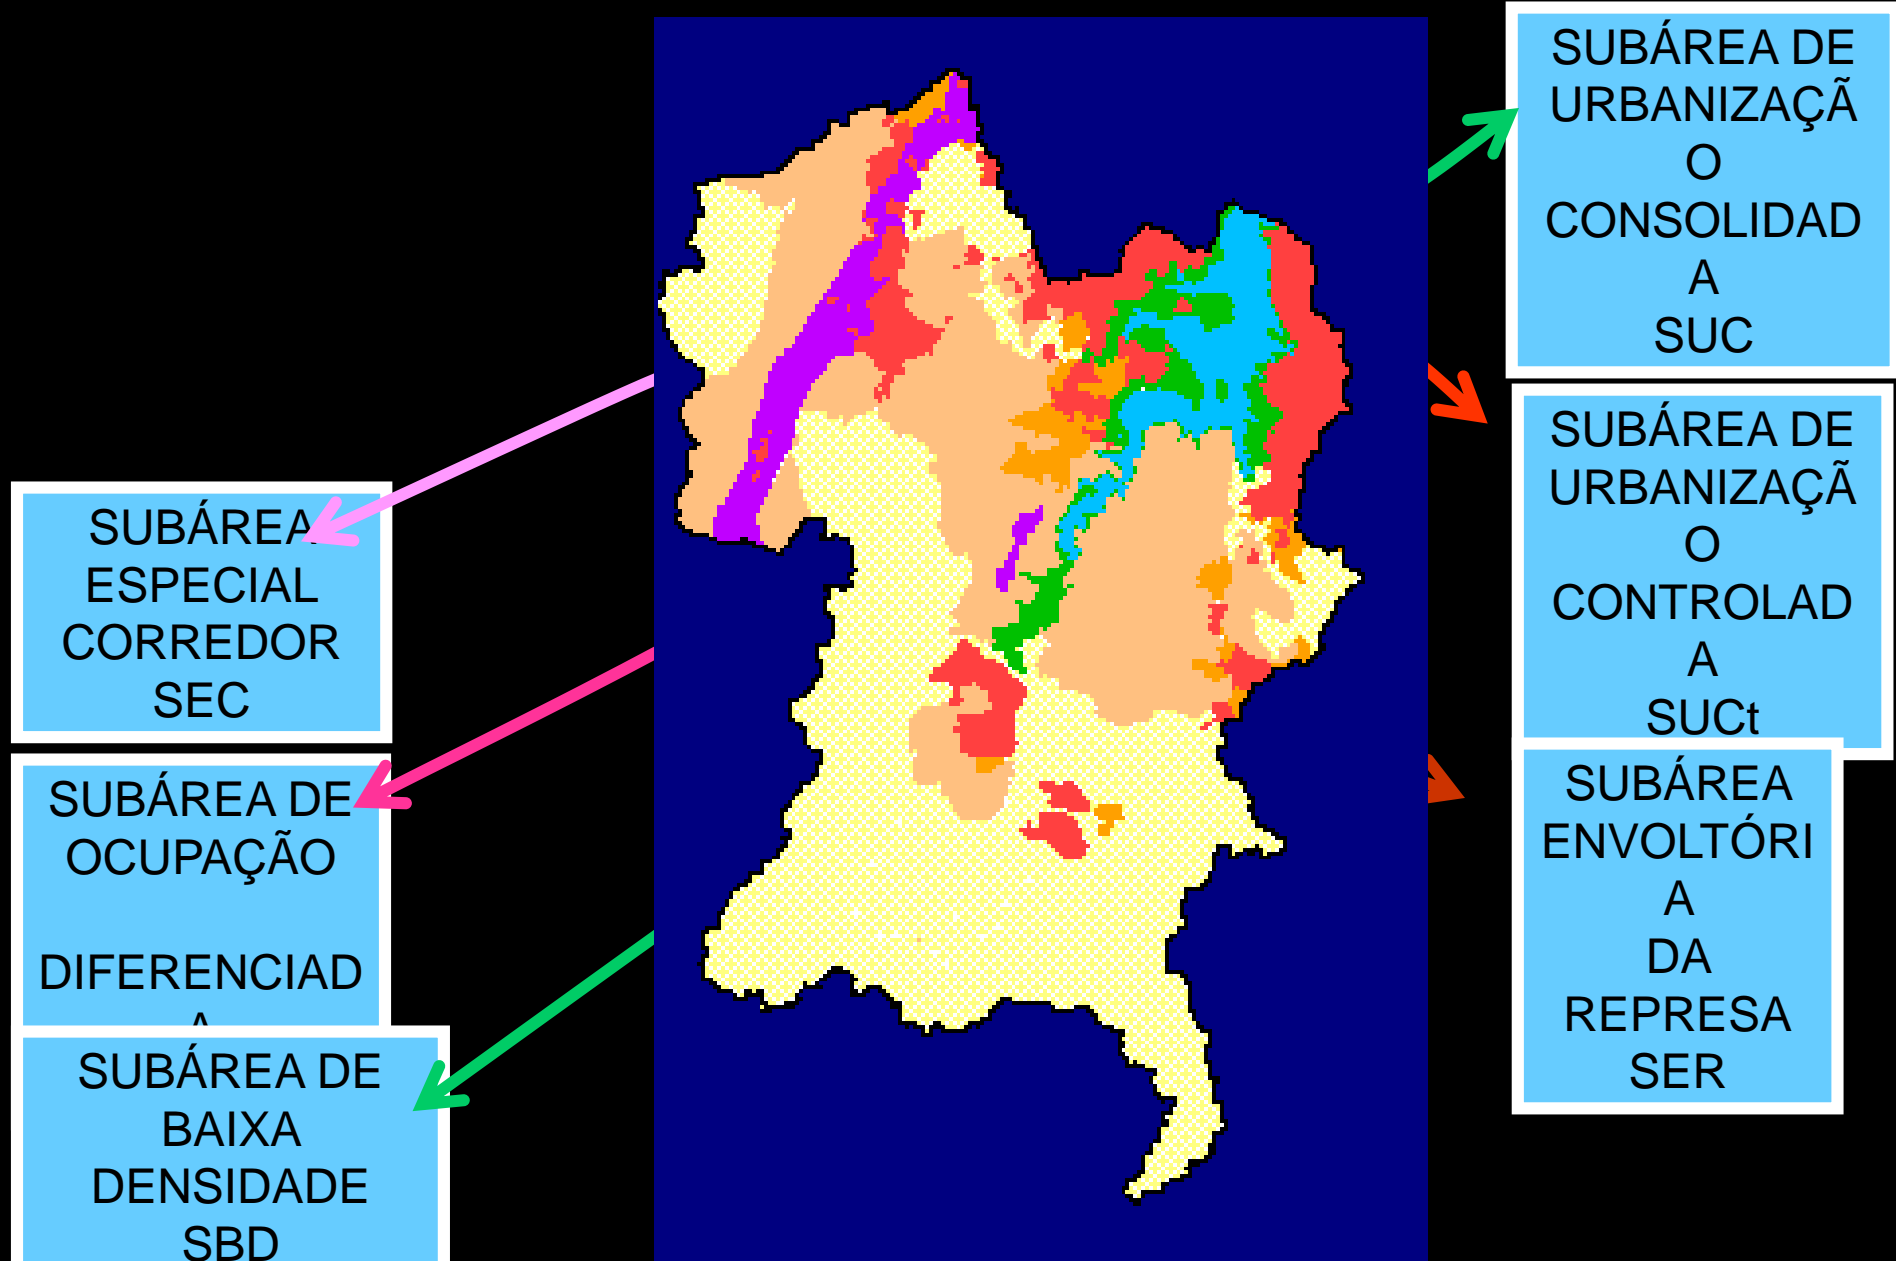 SUBÁREA DE
URBANIZAÇÃ
O
CONSOLIDAD
A
SUC
SUBÁREA DE
URBANIZAÇÃ
O
CONTROLAD
A
SUCt
SUBÁREA
ENVOLTÓRI
A
DA
REPRESA
SER
SUBÁREA
ESPECIAL
CORREDOR
SEC
SUBÁREA DE
OCUPAÇÃO
DIFERENCIAD
A
SUBÁREA DE
BAIXA
DENSIDADE
SBD